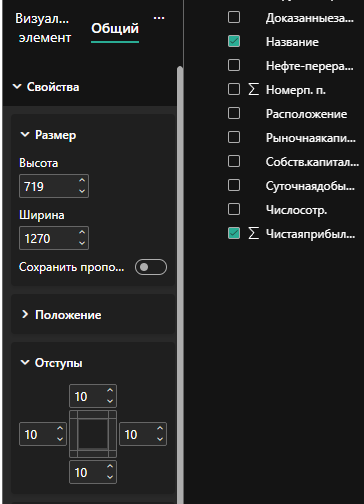 Визуал...
элемент
Общий
...
Свойства
Размер
Высота
719
Ширина
1270
Сохранить пропо...
Положение
Отступы
10
10
10
10
Доказанныеза...
Название
Нефте-перера...
Номерп. п.
Расположение
Рыночнаякапи...
Собств.капитал...
Суточнаядобы...
Числосотр.
Чистаяприбыл...